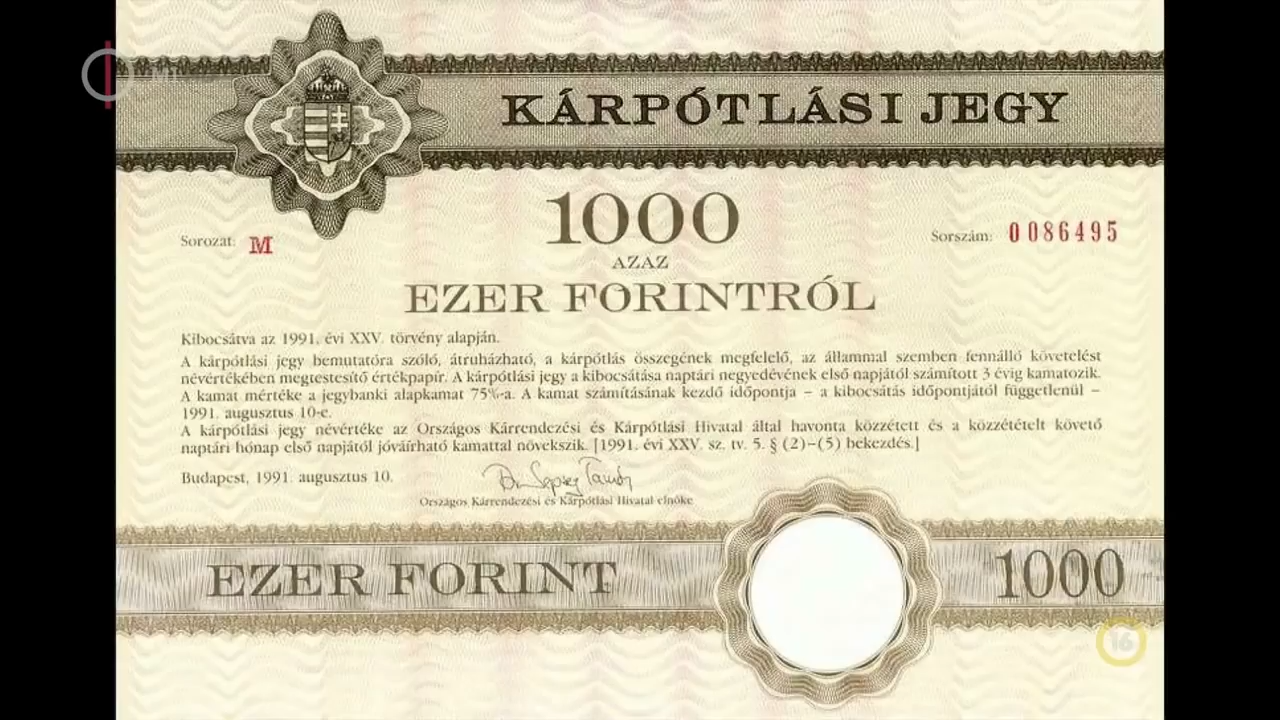 KÁRPÓTLÁSI JEGY
1000
Sorozat: M
Sorszám: 0086495
AZAZ
EZER FORINTRÓL
Kibocsátva az 1991. évi XXV. törvény alapján.
A kárpótlási jegy bemutatóra szóló, átruházható, a kárpótlás összegének megfelelő, az állammal szemben fennálló követelést
névértékében megtestesítő értékpapír. A kárpótlási jegy a kibocsátása naptári negyedévének első napjától számított 3 évig kamatozik.
A kamat mértéke a jegybanki alapkamat 75%-a. A kamat számításának kezdő időpontja – a kibocsátás időpontjától függetlenül –
1991. augusztus 10-e.
A kárpótlási jegy névértéke az Országos Kárrendezési és Kárpótlási Hivatal által havonta közzétett és a közzétételt követő
naptári hónap első napjától jóváírható kamattal növekszik. [1991. évi XXV. sz. tv. 5. § (2)–(5) bekezdés.]
Budapest, 1991. augusztus 10.
Országos Kárrendezési és Kárpótlási Hivatal elnöke
EZER FORINT
1000
16